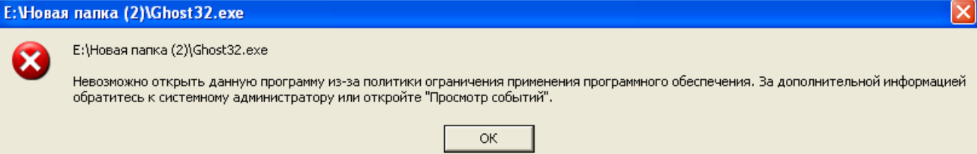 E:\Новая папка (2)\Ghost32.exe
E:\Новая папка (2)\Ghost32.exe
Невозможно открыть данную программу из-за политики ограничения применения программного обеспечения. За дополнительной информацией
обратитесь к системному администратору или откройте "Просмотр событий".
ОК